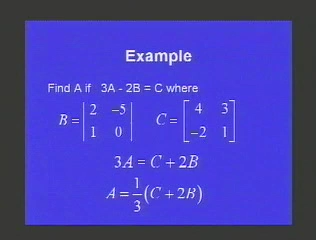 Example
Find A if 3A - 2B = C where
B = | 2 -5 | C = [ 4 3 ]
| 1 0 | [ -2 1 ]
3A = C + 2B
A = 1/3 (C + 2B)